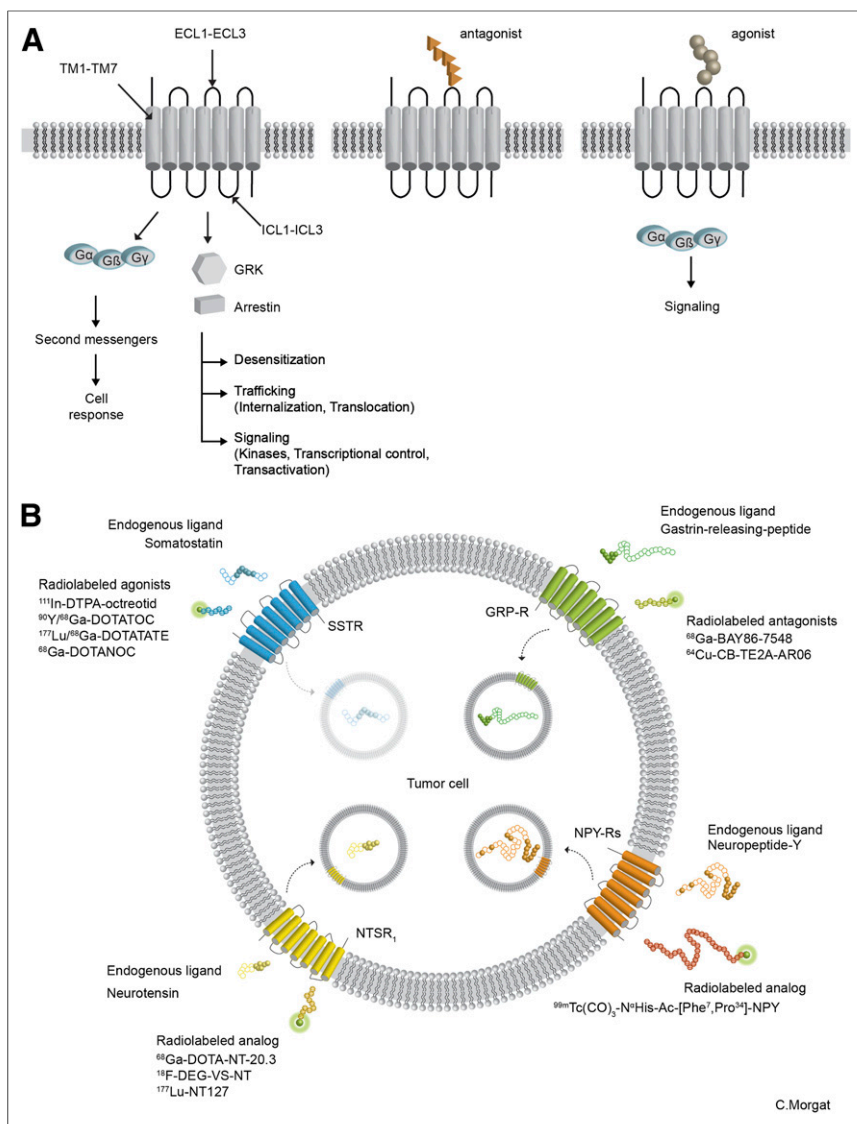 A
ECL1-ECL3
TM1-TM7
ICL1-ICL3
Gα Gß Gγ
GRK
Arrestin
Second messengers
Cell
response
Desensitization
Trafficking
(Internalization, Translocation)
Signaling
(Kinases, Transcriptional control,
Transactivation)
antagonist
agonist
Gα Gß Gγ
Signaling
B
Endogenous ligand
Somatostatin
Radiolabeled agonists
¹¹¹In-DTPA-octreotid
⁹⁰Y/⁶⁸Ga-DOTATOC
¹⁷⁷Lu/⁶⁸Ga-DOTATATE
⁶⁸Ga-DOTANOC
SSTR
Endogenous ligand
Gastrin-releasing-peptide
GRP-R
Radiolabeled antagonists
⁶⁸Ga-BAY86-7548
⁶⁴Cu-CB-TE2A-AR06
Tumor cell
NPY-Rs
Endogenous ligand
Neuropeptide-Y
Radiolabeled analog
⁹⁹ᵐTc(CO)₃-NᵅHis-Ac-[Phe⁷,Pro³⁴]-NPY
NTSR₁
Endogenous ligand
Neurotensin
Radiolabeled analog
⁶⁸Ga-DOTA-NT-20.3
¹⁸F-DEG-VS-NT
¹⁷⁷Lu-NT127
C.Morgat